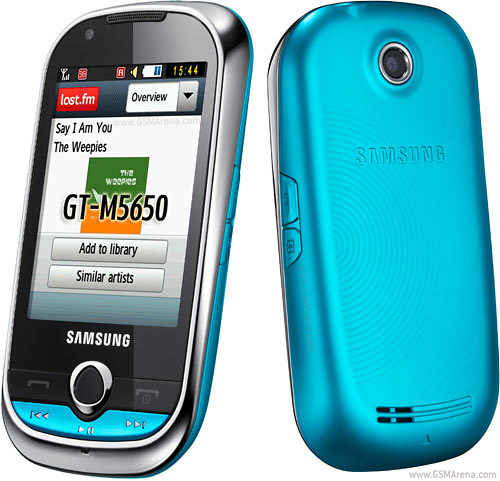 15:44
lost.fm
Overview
Say I Am You
www.GSMArena.com
The Weepies
THE
WEEPIES
GT-M5650
Add to library
Similar artists
SAMSUNG
SAMSUNG
www.GSMArena.com